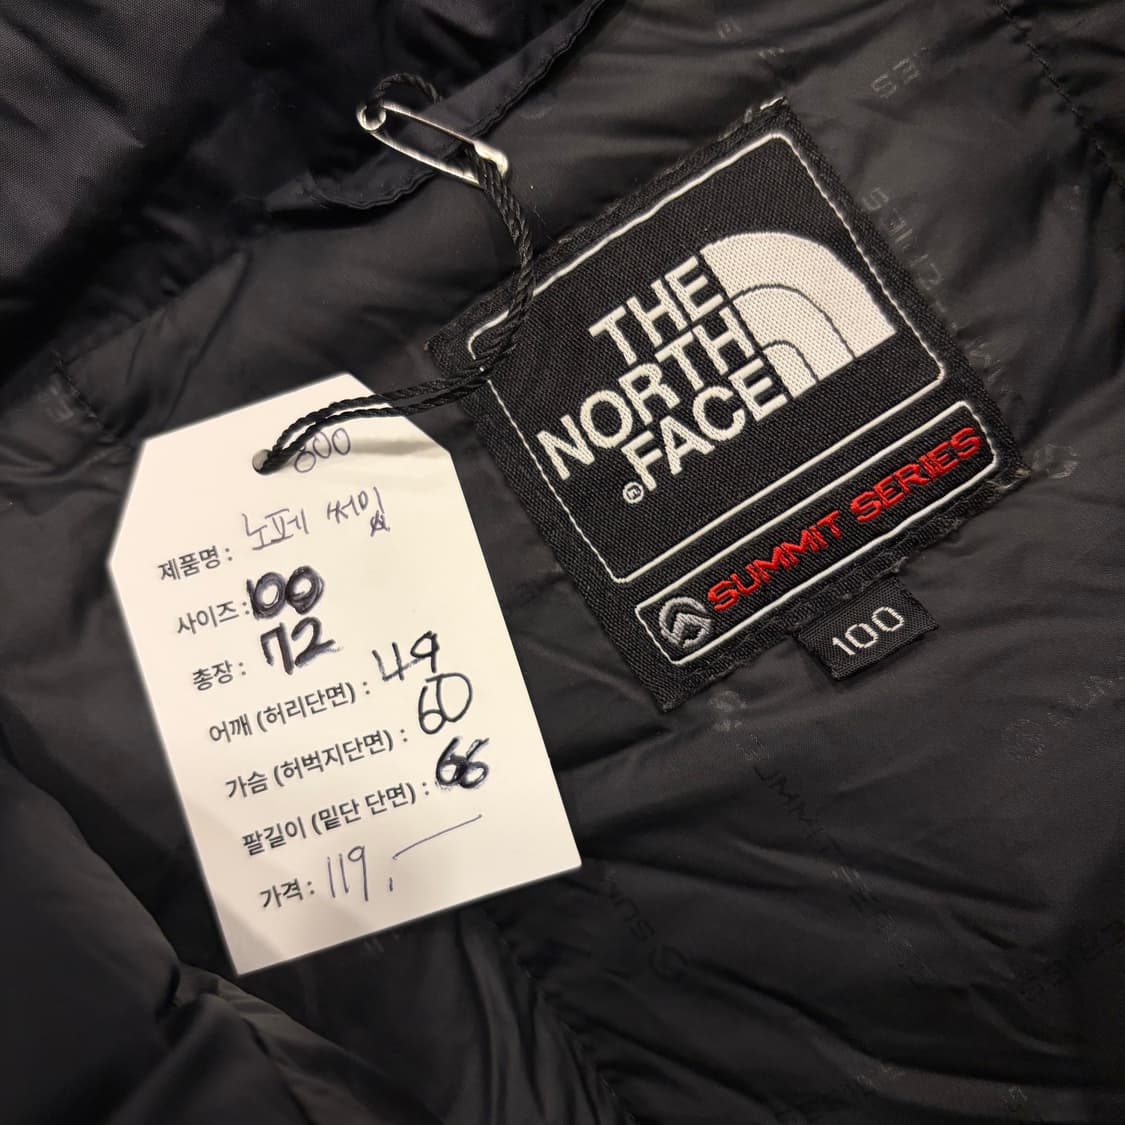 800
제품명 : 노페 써밋
사이즈 : 100
총장 : 72
어깨 (허리단면) : 49
가슴 (허벅지단면) : 60
팔길이 (밑단 단면) : 66
가격 : 119,—
THE
NORTH
FACE®
SUMMIT SERIES
100